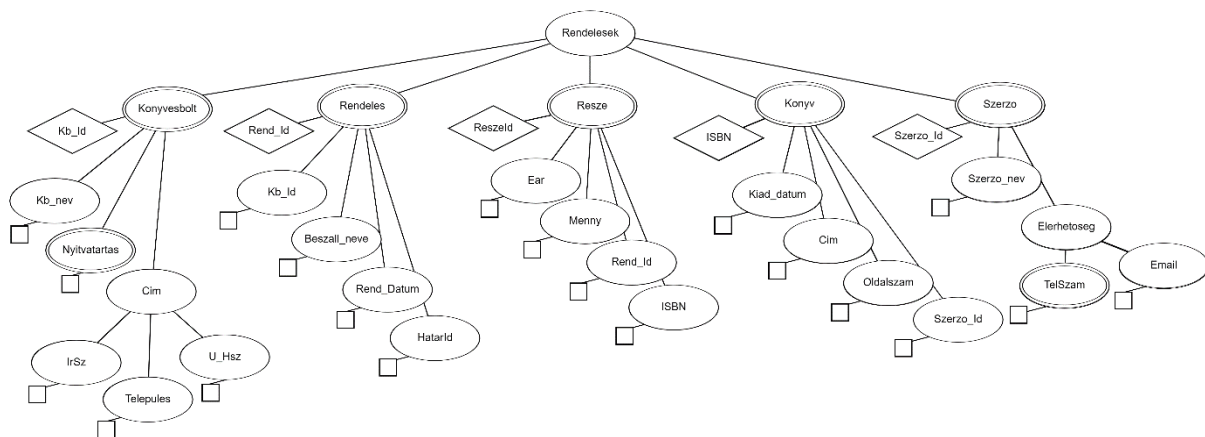 Rendelesek
Konyvesbolt
Rendeles
Resze
Konyv
Szerzo
Kb_Id
Rend_Id
ReszeId
ISBN
Szerzo_Id
Kb_nev
Kb_Id
Ear
Kiad_datum
Szerzo_nev
Nyitvatartas
Beszall_neve
Menny
Cim
Elerhetoseg
Cim
Rend_Datum
Rend_Id
Oldalszam
TelSzam
Email
IrSz
U_Hsz
HatarId
ISBN
Szerzo_Id
Telepules